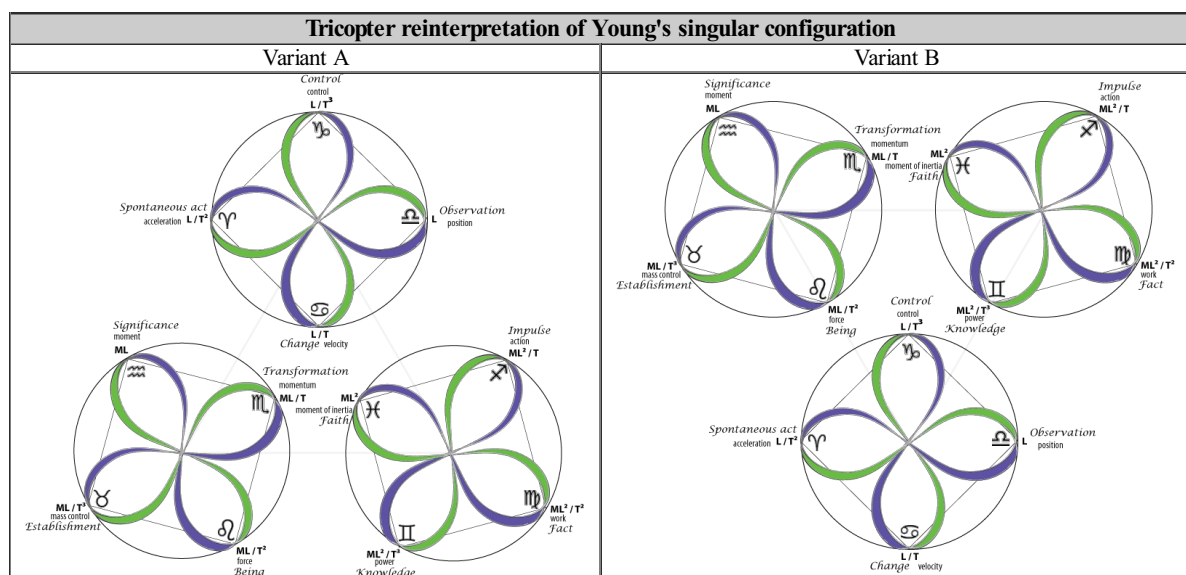 Tricopter reinterpretation of Young's singular configuration
Variant A
Variant B
Control
control
L / T³
♑
Spontaneous act
acceleration L / T²
♈
♎
L
Observation
position
♋
L / T
Change velocity
Significance
moment
ML
♒
Transformation
momentum
ML / T
♏
ML / T³
mass control
Establishment
♉
♌
ML / T²
force
Being
Impulse
action
ML² / T
♐
ML²
moment of inertia
Faith
♓
♍
ML² / T²
work
Fact
♊
ML² / T³
power
Knowledge
Significance
moment
ML
♒
Transformation
momentum
ML / T
♏
ML / T³
mass control
Establishment
♉
♌
ML / T²
force
Being
Impulse
action
ML² / T
♐
ML²
moment of inertia
Faith
♓
♍
ML² / T²
work
Fact
♊
ML² / T³
power
Knowledge
Control
control
L / T³
♑
Spontaneous act
acceleration L / T²
♈
♎
L
Observation
position
♋
L / T
Change velocity